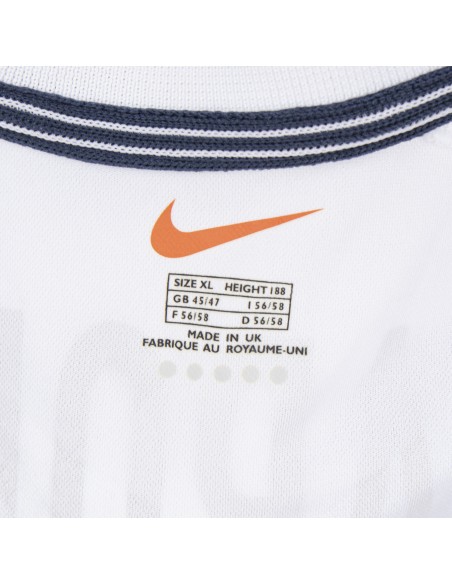 SIZE XL HEIGHT 188
GB 45/47 I 56/58
F 56/58 D 56/58
MADE IN UK
FABRIQUE AU ROYAUME-UNI